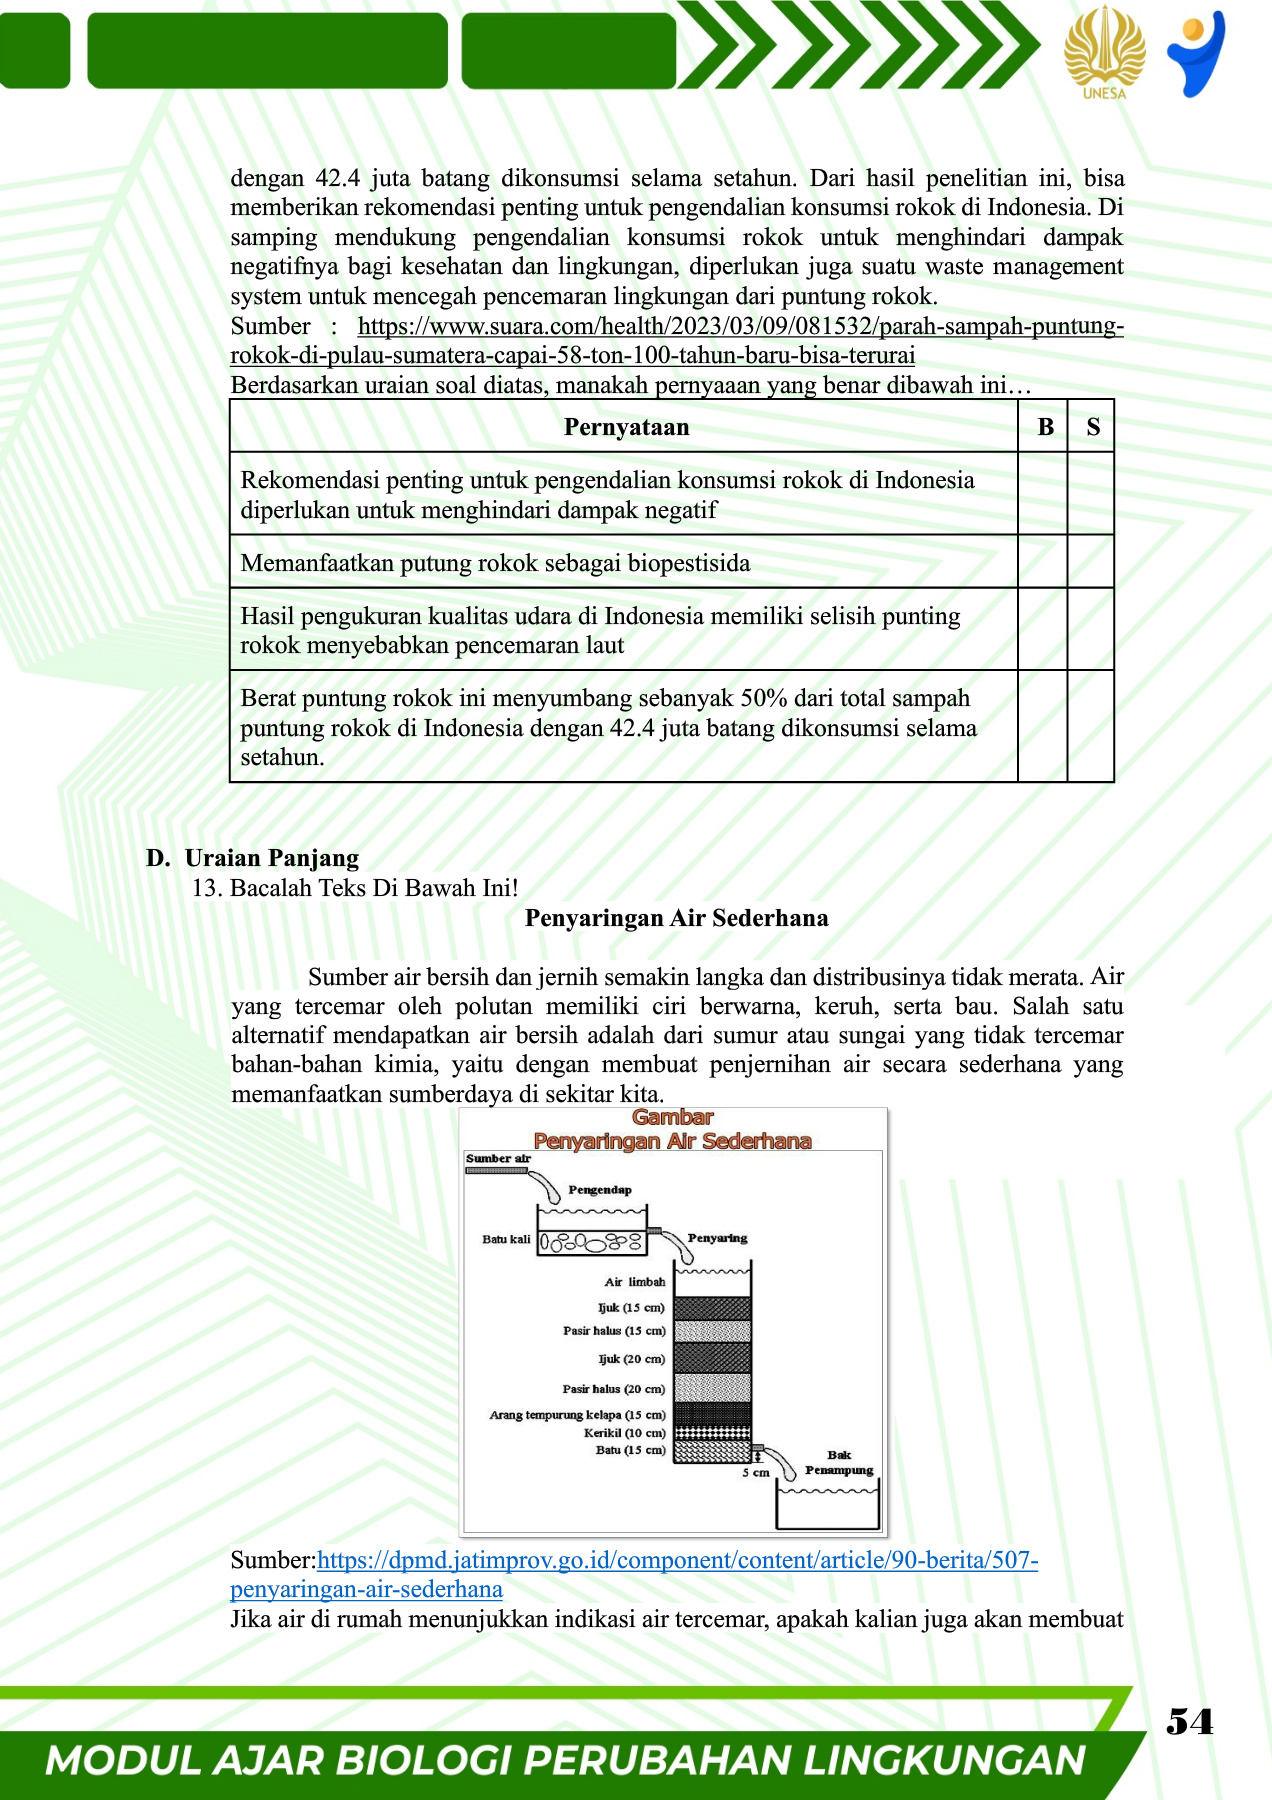 UNESA
dengan 42.4 juta batang dikonsumsi selama setahun. Dari hasil penelitian ini, bisa
memberikan rekomendasi penting untuk pengendalian konsumsi rokok di Indonesia. Di
samping mendukung pengendalian konsumsi rokok untuk menghindari dampak
negatifnya bagi kesehatan dan lingkungan, diperlukan juga suatu waste management
system untuk mencegah pencemaran lingkungan dari puntung rokok.
Sumber : https://www.suara.com/health/2023/03/09/081532/parah-sampah-puntung-
rokok-di-pulau-sumatera-capai-58-ton-100-tahun-baru-bisa-terurai
Berdasarkan uraian soal diatas, manakah pernyaaan yang benar dibawah ini…
Pernyataan B S
Rekomendasi penting untuk pengendalian konsumsi rokok di Indonesia
diperlukan untuk menghindari dampak negatif
Memanfaatkan putung rokok sebagai biopestisida
Hasil pengukuran kualitas udara di Indonesia memiliki selisih punting
rokok menyebabkan pencemaran laut
Berat puntung rokok ini menyumbang sebanyak 50% dari total sampah
puntung rokok di Indonesia dengan 42.4 juta batang dikonsumsi selama
setahun.
D. Uraian Panjang
13. Bacalah Teks Di Bawah Ini!
Penyaringan Air Sederhana
Sumber air bersih dan jernih semakin langka dan distribusinya tidak merata. Air
yang tercemar oleh polutan memiliki ciri berwarna, keruh, serta bau. Salah satu
alternatif mendapatkan air bersih adalah dari sumur atau sungai yang tidak tercemar
bahan-bahan kimia, yaitu dengan membuat penjernihan air secara sederhana yang
memanfaatkan sumberdaya di sekitar kita.
Gambar
Penyaringan Air Sederhana
Sumber air
Pengendap
Batu kali
Penyaring
Air limbah
Ijuk (15 cm)
Pasir halus (15 cm)
Ijuk (20 cm)
Pasir halus (20 cm)
Arang tempurung kelapa (15 cm)
Kerikil (10 cm)
Batu (15 cm)
5 cm
Bak
Penampung
Sumber:https://dpmd.jatimprov.go.id/component/content/article/90-berita/507-
penyaringan-air-sederhana
Jika air di rumah menunjukkan indikasi air tercemar, apakah kalian juga akan membuat
54
MODUL AJAR BIOLOGI PERUBAHAN LINGKUNGAN